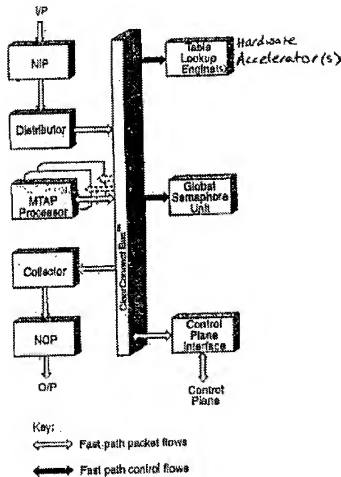 I/P
NIP
Distributor
MTAP
Processor
Collector
NOP
O/P
ClearConnect Bus™
Table
Lookup
Engine(s)
Hardware
Accelerator(s)
Global
Semaphore
Unit
Control
Plane
Interface
Control
Plane
Key:
Fast path packet flows
Fast path control flows